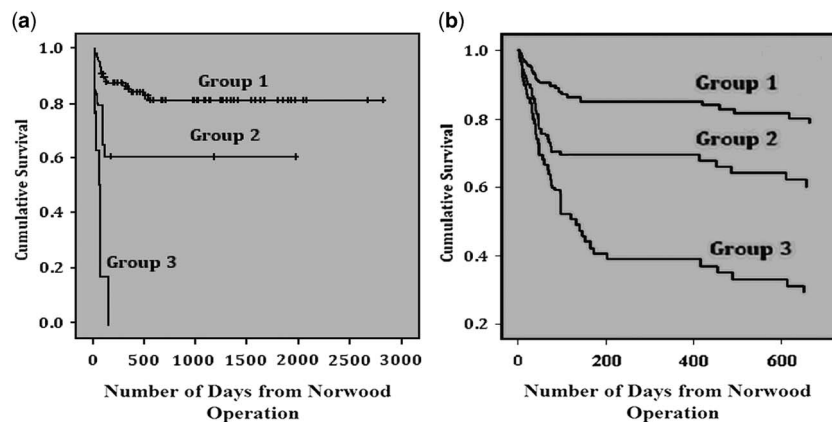 (a)
Cumulative Survival
1.0
0.8
0.6
0.4
0.2
0.0
Group 1
Group 2
Group 3
0 500 1000 1500 2000 2500 3000
Number of Days from Norwood
Operation
(b)
Cumulative Survival
1.0
0.8
0.6
0.4
0.2
Group 1
Group 2
Group 3
0 200 400 600
Number of Days from Norwood
Operation